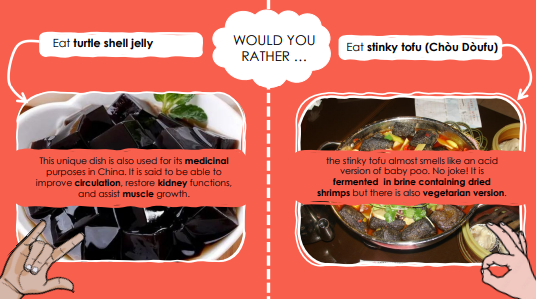 WOULD YOU
RATHER ...
Eat turtle shell jelly
This unique dish is also used for its medicinal
purposes in China. It is said to be able to
improve circulation, restore kidney functions,
and assist muscle growth.
Eat stinky tofu (Chòu Dòufu)
the stinky tofu almost smells like an acid
version of baby poo. No joke! it is
fermented in brine containing dried
shrimps but there is also vegetarian version.